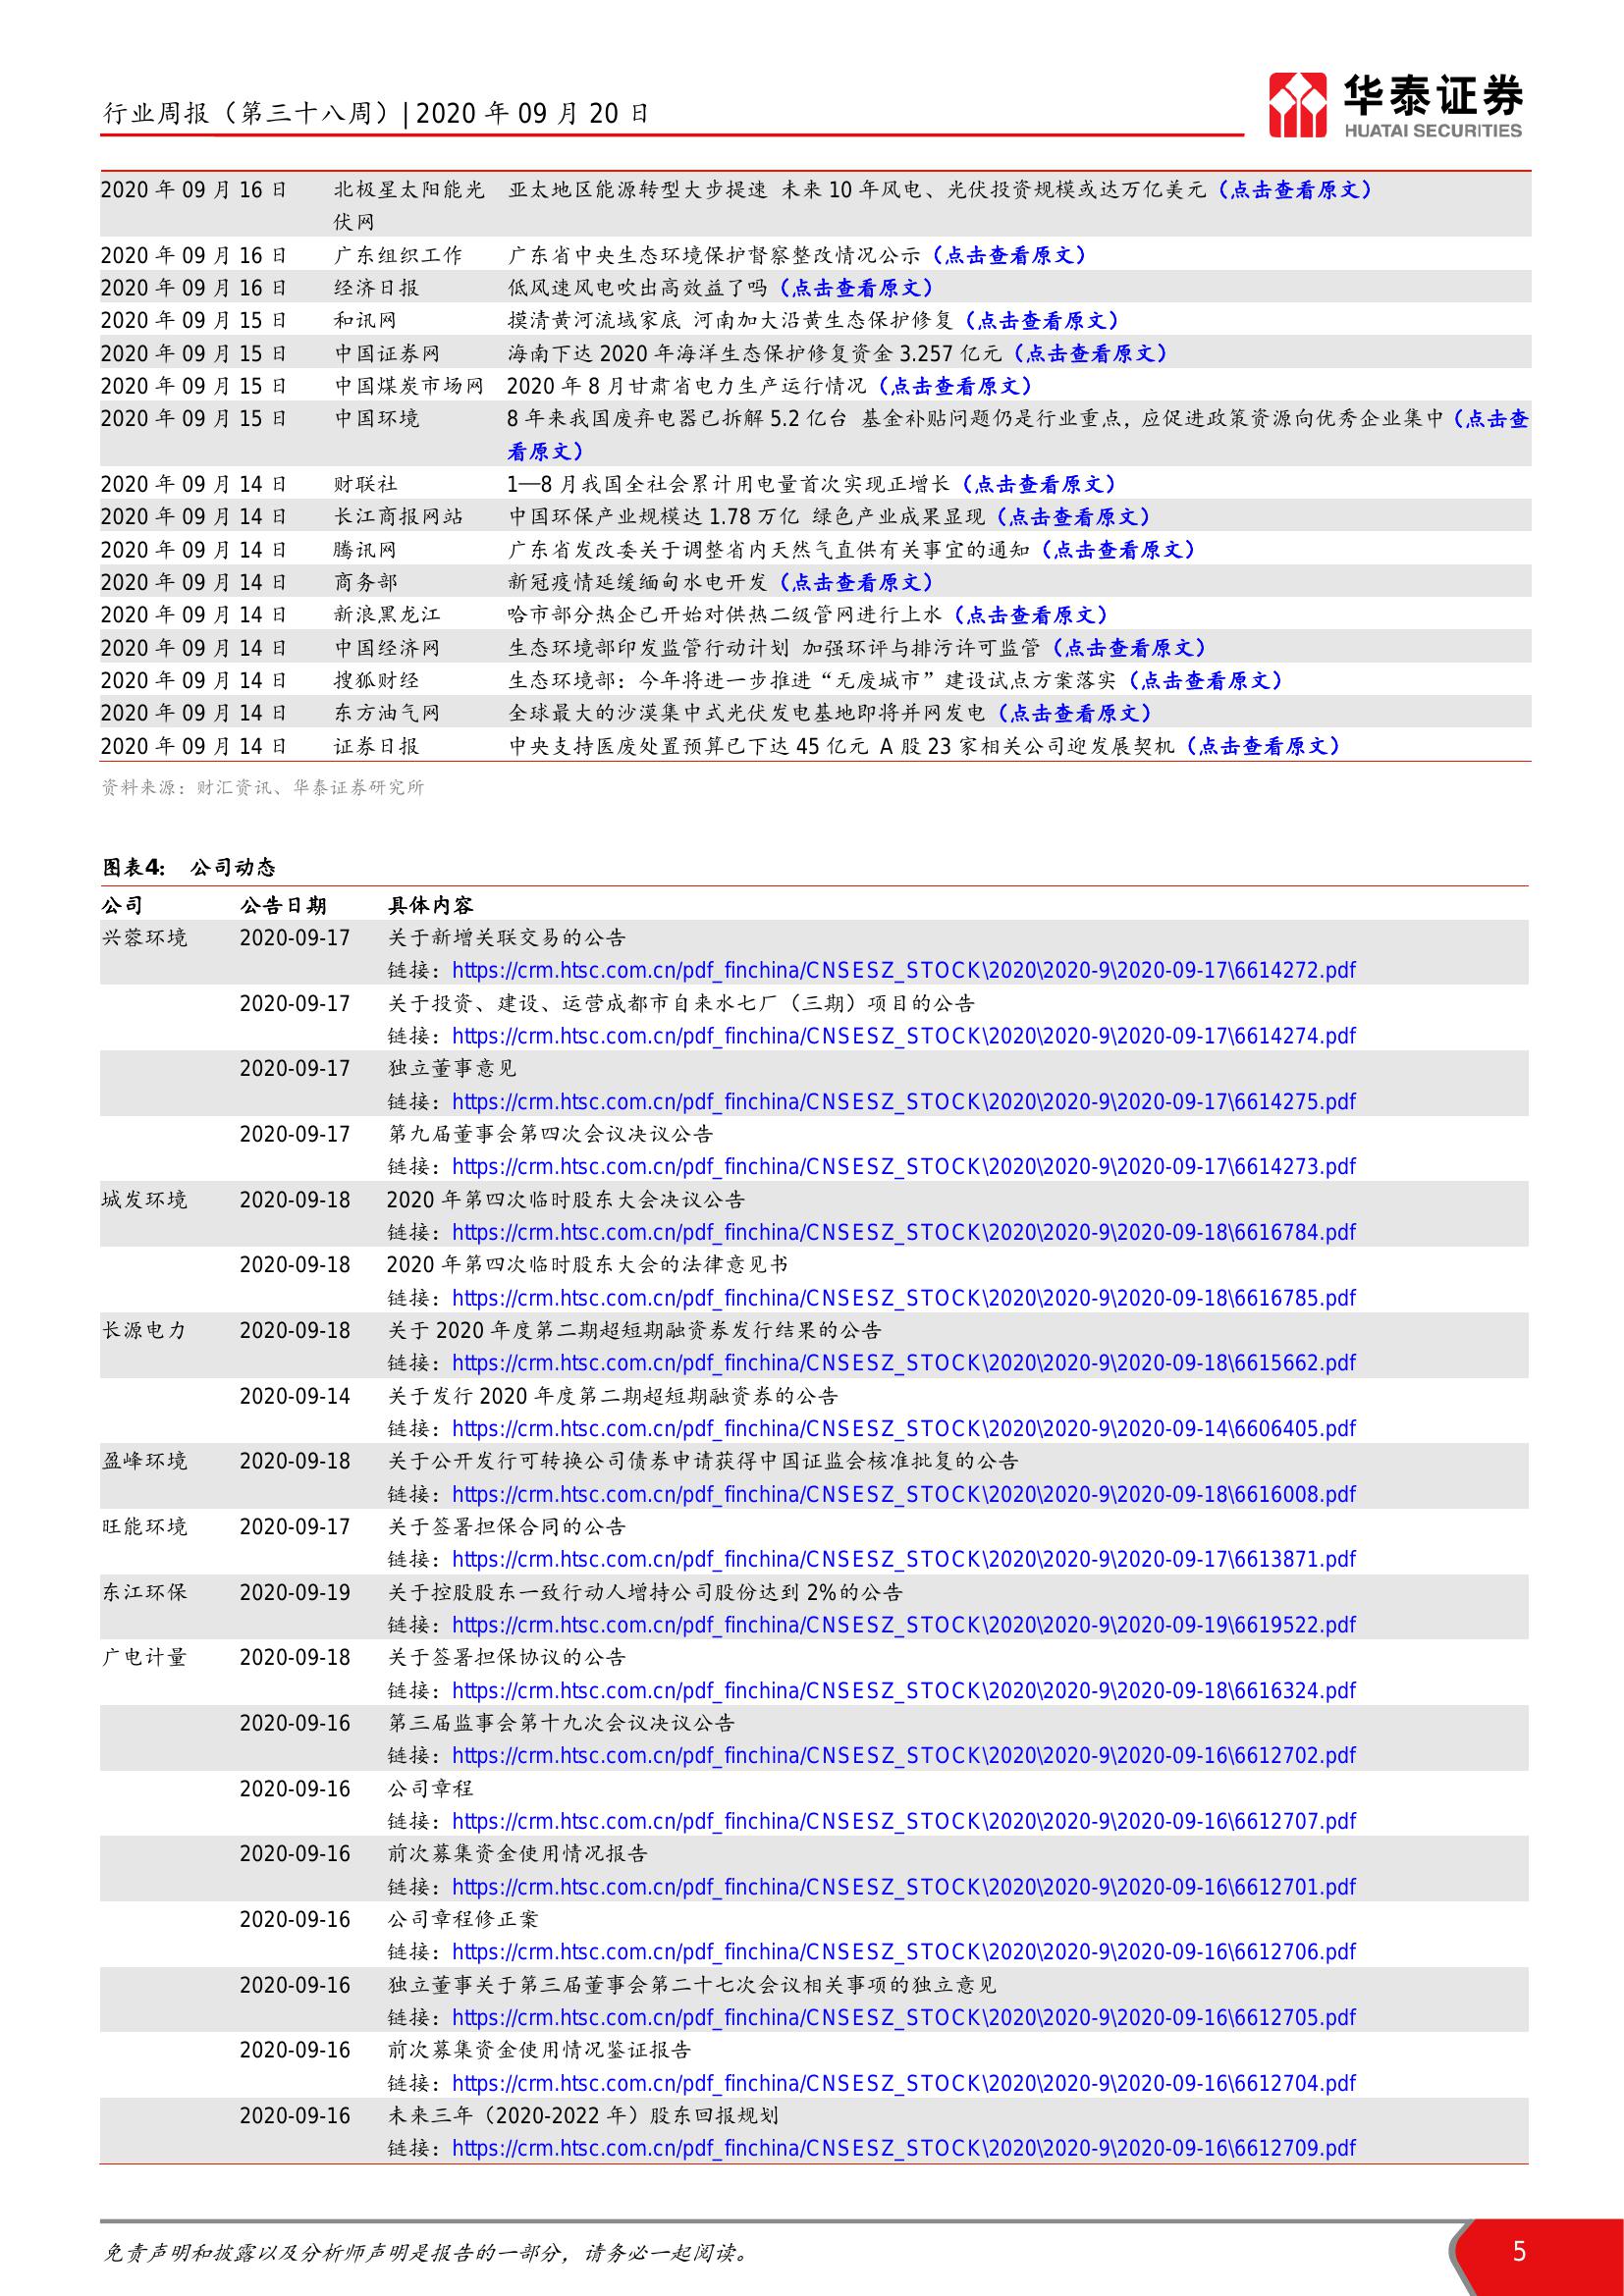 行业周报（第三十八周）| 2020 年 09 月 20 日
华泰证券
HUATAI SECURITIES
2020 年 09 月 16 日 北极星太阳能光 亚太地区能源转型大步提速 未来 10 年风电、光伏投资规模或达万亿美元（点击查看原文）
伏网
2020 年 09 月 16 日 广东组织工作 广东省中央生态环境保护督察整改情况公示（点击查看原文）
2020 年 09 月 16 日 经济日报 低风速风电吹出高效益了吗（点击查看原文）
2020 年 09 月 15 日 和讯网 摸清黄河流域家底 河南加大沿黄生态保护修复（点击查看原文）
2020 年 09 月 15 日 中国证券网 海南下达 2020 年海洋生态保护修复资金 3.257 亿元（点击查看原文）
2020 年 09 月 15 日 中国煤炭市场网 2020 年 8 月甘肃省电力生产运行情况（点击查看原文）
2020 年 09 月 15 日 中国环境 8 年来我国废弃电器已拆解 5.2 亿台 基金补贴问题仍是行业重点，应促进政策资源向优秀企业集中（点击查
看原文）
2020 年 09 月 14 日 财联社 1—8 月我国全社会累计用电量首次实现正增长（点击查看原文）
2020 年 09 月 14 日 长江商报网站 中国环保产业规模达 1.78 万亿 绿色产业成果显现（点击查看原文）
2020 年 09 月 14 日 腾讯网 广东省发改委关于调整省内天然气直供有关事宜的通知（点击查看原文）
2020 年 09 月 14 日 商务部 新冠疫情延缓缅甸水电开发（点击查看原文）
2020 年 09 月 14 日 新浪黑龙江 哈市部分热企已开始对供热二级管网进行上水（点击查看原文）
2020 年 09 月 14 日 中国经济网 生态环境部印发监管行动计划 加强环评与排污许可监管（点击查看原文）
2020 年 09 月 14 日 搜狐财经 生态环境部：今年将进一步推进“无废城市”建设试点方案落实（点击查看原文）
2020 年 09 月 14 日 东方油气网 全球最大的沙漠集中式光伏发电基地即将并网发电（点击查看原文）
2020 年 09 月 14 日 证券日报 中央支持医废处置预算已下达 45 亿元 A 股 23 家相关公司迎发展契机（点击查看原文）
资料来源：财汇资讯、华泰证券研究所
图表4： 公司动态
公司 公告日期 具体内容
兴蓉环境 2020-09-17 关于新增关联交易的公告
链接：https://crm.htsc.com.cn/pdf_finchina/CNSESZ_STOCK\2020\2020-9\2020-09-17\6614272.pdf
2020-09-17 关于投资、建设、运营成都市自来水七厂（三期）项目的公告
链接：https://crm.htsc.com.cn/pdf_finchina/CNSESZ_STOCK\2020\2020-9\2020-09-17\6614274.pdf
2020-09-17 独立董事意见
链接：https://crm.htsc.com.cn/pdf_finchina/CNSESZ_STOCK\2020\2020-9\2020-09-17\6614275.pdf
2020-09-17 第九届董事会第四次会议决议公告
链接：https://crm.htsc.com.cn/pdf_finchina/CNSESZ_STOCK\2020\2020-9\2020-09-17\6614273.pdf
城发环境 2020-09-18 2020 年第四次临时股东大会决议公告
链接：https://crm.htsc.com.cn/pdf_finchina/CNSESZ_STOCK\2020\2020-9\2020-09-18\6616784.pdf
2020-09-18 2020 年第四次临时股东大会的法律意见书
链接：https://crm.htsc.com.cn/pdf_finchina/CNSESZ_STOCK\2020\2020-9\2020-09-18\6616785.pdf
长源电力 2020-09-18 关于 2020 年度第二期超短期融资券发行结果的公告
链接：https://crm.htsc.com.cn/pdf_finchina/CNSESZ_STOCK\2020\2020-9\2020-09-18\6615662.pdf
2020-09-14 关于发行 2020 年度第二期超短期融资券的公告
链接：https://crm.htsc.com.cn/pdf_finchina/CNSESZ_STOCK\2020\2020-9\2020-09-14\6606405.pdf
盈峰环境 2020-09-18 关于公开发行可转换公司债券申请获得中国证监会核准批复的公告
链接：https://crm.htsc.com.cn/pdf_finchina/CNSESZ_STOCK\2020\2020-9\2020-09-18\6616008.pdf
旺能环境 2020-09-17 关于签署担保合同的公告
链接：https://crm.htsc.com.cn/pdf_finchina/CNSESZ_STOCK\2020\2020-9\2020-09-17\6613871.pdf
东江环保 2020-09-19 关于控股股东一致行动人增持公司股份达到 2%的公告
链接：https://crm.htsc.com.cn/pdf_finchina/CNSESZ_STOCK\2020\2020-9\2020-09-19\6619522.pdf
广电计量 2020-09-18 关于签署担保协议的公告
链接：https://crm.htsc.com.cn/pdf_finchina/CNSESZ_STOCK\2020\2020-9\2020-09-18\6616324.pdf
2020-09-16 第三届监事会第十九次会议决议公告
链接：https://crm.htsc.com.cn/pdf_finchina/CNSESZ_STOCK\2020\2020-9\2020-09-16\6612702.pdf
2020-09-16 公司章程
链接：https://crm.htsc.com.cn/pdf_finchina/CNSESZ_STOCK\2020\2020-9\2020-09-16\6612707.pdf
2020-09-16 前次募集资金使用情况报告
链接：https://crm.htsc.com.cn/pdf_finchina/CNSESZ_STOCK\2020\2020-9\2020-09-16\6612701.pdf
2020-09-16 公司章程修正案
链接：https://crm.htsc.com.cn/pdf_finchina/CNSESZ_STOCK\2020\2020-9\2020-09-16\6612706.pdf
2020-09-16 独立董事关于第三届董事会第二十七次会议相关事项的独立意见
链接：https://crm.htsc.com.cn/pdf_finchina/CNSESZ_STOCK\2020\2020-9\2020-09-16\6612705.pdf
2020-09-16 前次募集资金使用情况鉴证报告
链接：https://crm.htsc.com.cn/pdf_finchina/CNSESZ_STOCK\2020\2020-9\2020-09-16\6612704.pdf
2020-09-16 未来三年（2020-2022 年）股东回报规划
链接：https://crm.htsc.com.cn/pdf_finchina/CNSESZ_STOCK\2020\2020-9\2020-09-16\6612709.pdf
免责声明和披露以及分析师声明是报告的一部分，请务必一起阅读。
5